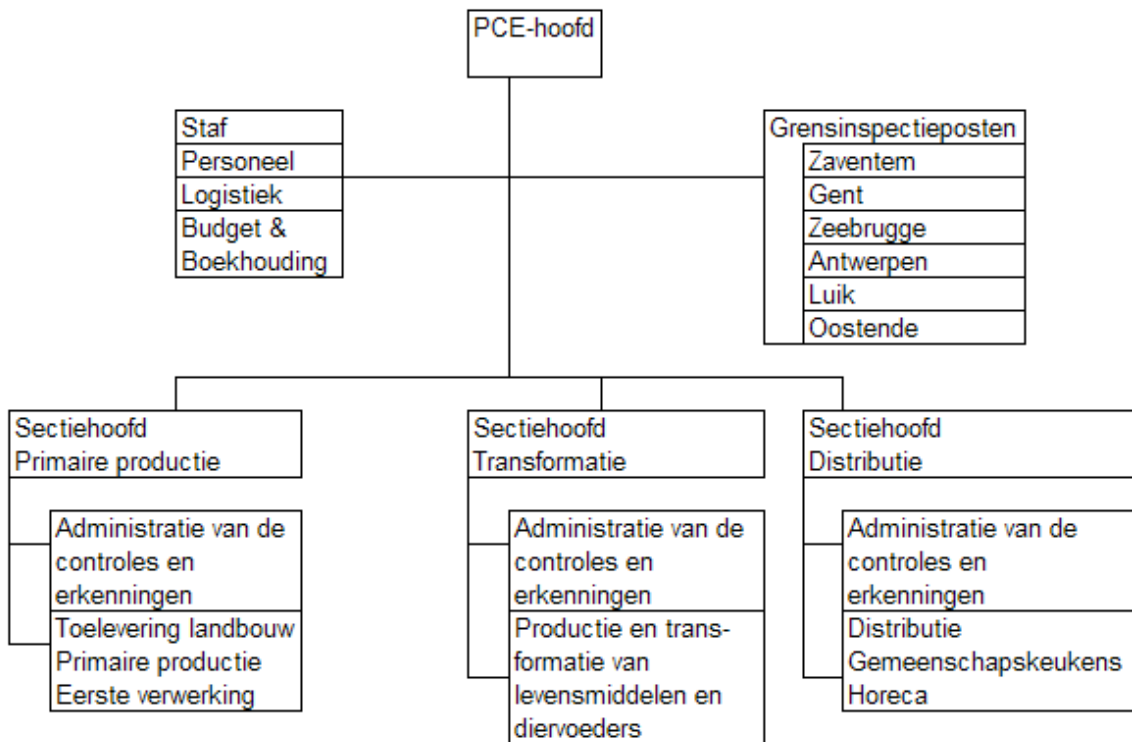 PCE-hoofd
Staf
Personeel
Logistiek
Budget &
Boekhouding
Grensinspectieposten
Zaventem
Gent
Zeebrugge
Antwerpen
Luik
Oostende
Sectiehoofd
Primaire productie
Administratie van de
controles en
erkenningen
Toelevering landbouw
Primaire productie
Eerste verwerking
Sectiehoofd
Transformatie
Administratie van de
controles en
erkenningen
Productie en trans-
formatie van
levensmiddelen en
diervoeders
Sectiehoofd
Distributie
Administratie van de
controles en
erkenningen
Distributie
Gemeenschapskeukens
Horeca